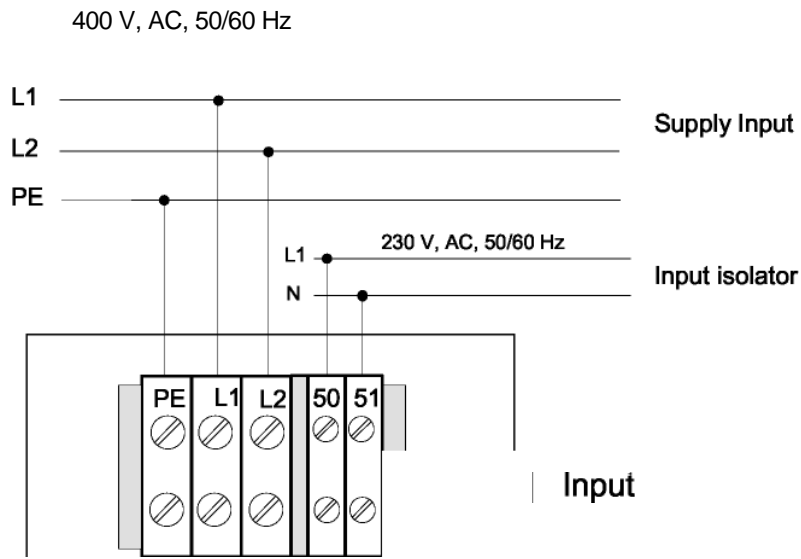 400 V, AC, 50/60 Hz
L1
Supply Input
L2
PE
230 V, AC, 50/60 Hz
L1
Input isolator
N
PE L1 L2 50 51
Input